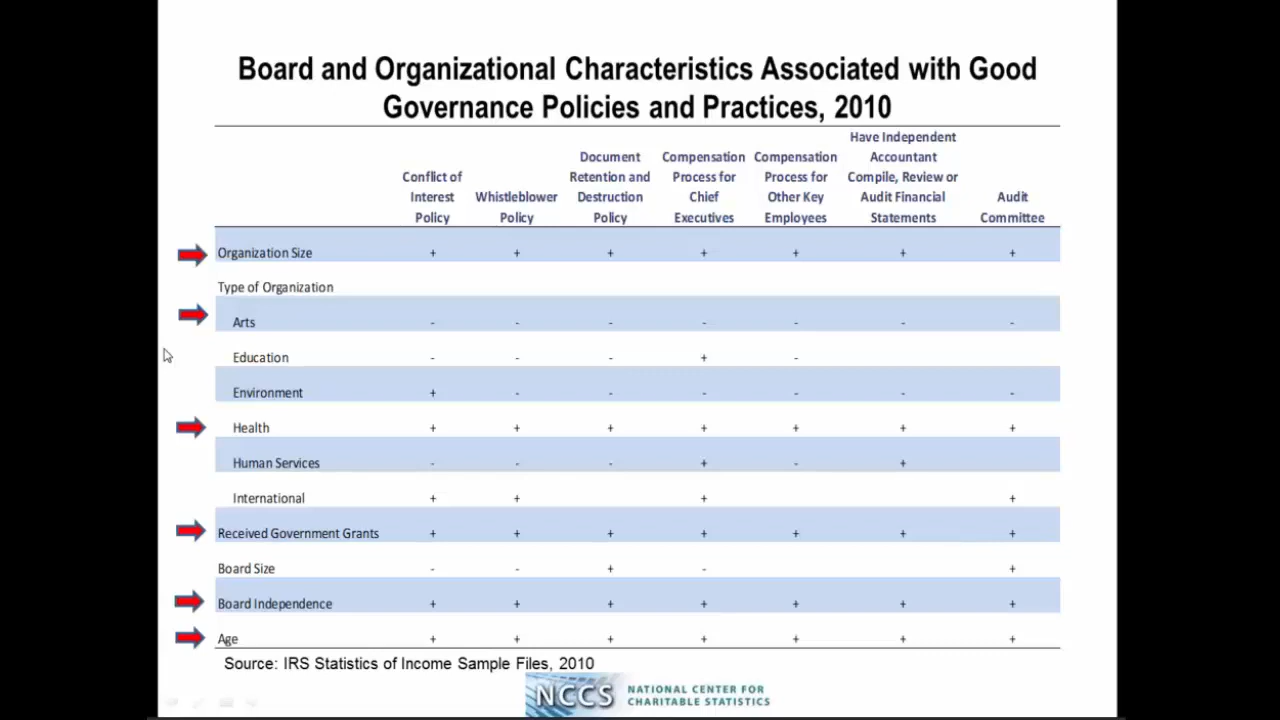 Board and Organizational Characteristics Associated with Good
Governance Policies and Practices, 2010
Conflict of
Interest
Policy
Whistleblower
Policy
Document
Retention and
Destruction
Policy
Compensation
Process for
Chief
Executives
Compensation
Process for
Other Key
Employees
Have Independent
Accountant
Compile, Review or
Audit Financial
Statements
Audit
Committee
Organization Size + + + + + + +
Type of Organization
Arts - - - - - - -
Education - - - + -
Environment + - - - - - -
Health + + + + + + +
Human Services - - - + - +
International + + + +
Received Government Grants + + + + + + +
Board Size - - + - +
Board Independence + + + + + + +
Age + + + + + + +
Source: IRS Statistics of Income Sample Files, 2010
NCCS
NATIONAL CENTER FOR
CHARITABLE STATISTICS